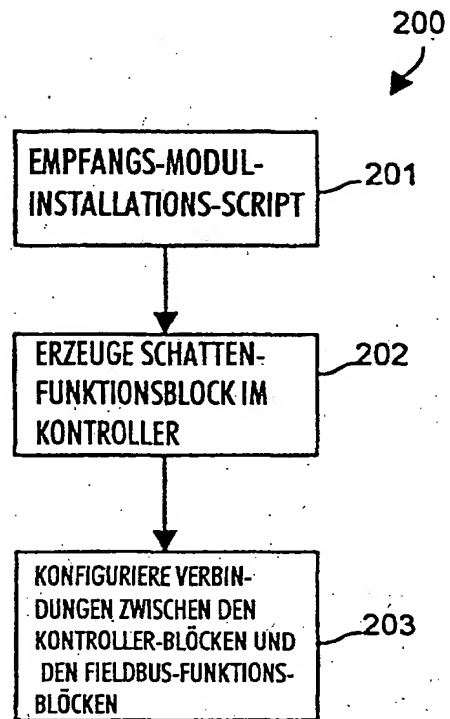 200
EMPFANGS-MODUL-
INSTALLATIONS-SCRIPT
201
ERZEUGE SCHATTEN-
FUNKTIONSBLOCK IM
KONTROLLER
202
KONFIGURIERE VERBIN-
DUNGEN ZWISCHEN DEN
KONTROLLER-BLÖCKEN UND
DEN FIELDBUS-FUNKTIONS-
BLÖCKEN
203